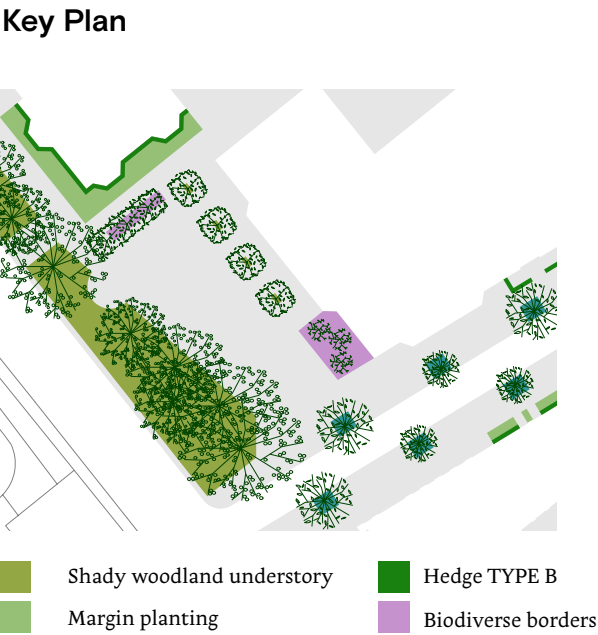 Key Plan
Shady woodland understory
Hedge TYPE B
Margin planting
Biodiverse borders